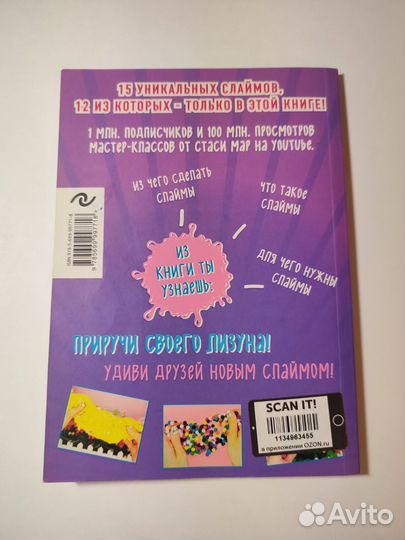 15 УНИКАЛЬНЫХ СЛАЙМОВ,
12 ИЗ КОТОРЫХ - ТОЛЬКО В ЭТОЙ КНИГЕ!
1 МЛН. ПОДПИСЧИКОВ И 100 МЛН. ПРОСМОТРОВ
МАСТЕР-КЛАССОВ ОТ СТАСИ МАР НА YOUTUBE.
ИЗ ЧЕГО СДЕЛАТЬ
СЛАЙМЫ
ЧТО ТАКОЕ
СЛАЙМЫ
ИЗ
КНИГИ ТЫ
УЗНАЕШЬ:
ДЛЯ ЧЕГО НУЖНЫ
СЛАЙМЫ
ПРИРУЧИ СВОЕГО ЛИЗУНА!
УДИВИ ДРУЗЕЙ НОВЫМ СЛАЙМОМ!
SCAN IT!
1134963455
в приложении OZON.ru
Avito